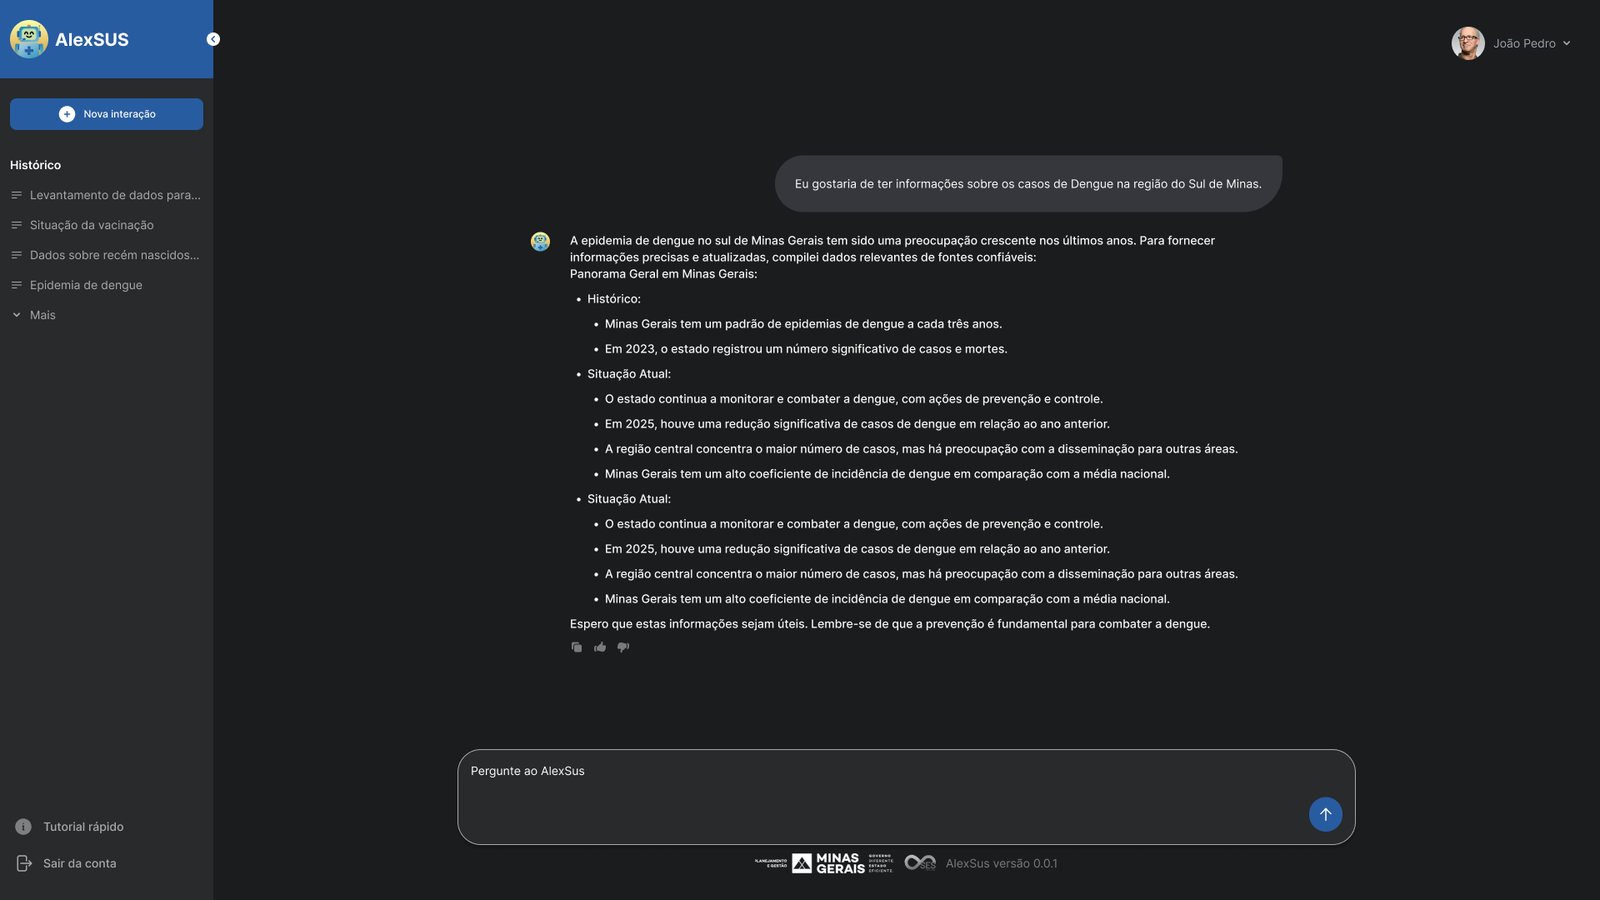 AlexSUS
João Pedro
Nova interação
Histórico
Levantamento de dados para...
Situação da vacinação
Dados sobre recém nascidos...
Epidemia de dengue
Mais
Eu gostaria de ter informações sobre os casos de Dengue na região do Sul de Minas.
A epidemia de dengue no sul de Minas Gerais tem sido uma preocupação crescente nos últimos anos. Para fornecer
informações precisas e atualizadas, compilei dados relevantes de fontes confiáveis:
Panorama Geral em Minas Gerais:
• Histórico:
• Minas Gerais tem um padrão de epidemias de dengue a cada três anos.
• Em 2023, o estado registrou um número significativo de casos e mortes.
• Situação Atual:
• O estado continua a monitorar e combater a dengue, com ações de prevenção e controle.
• Em 2025, houve uma redução significativa de casos de dengue em relação ao ano anterior.
• A região central concentra o maior número de casos, mas há preocupação com a disseminação para outras áreas.
• Minas Gerais tem um alto coeficiente de incidência de dengue em comparação com a média nacional.
• Situação Atual:
• O estado continua a monitorar e combater a dengue, com ações de prevenção e controle.
• Em 2025, houve uma redução significativa de casos de dengue em relação ao ano anterior.
• A região central concentra o maior número de casos, mas há preocupação com a disseminação para outras áreas.
• Minas Gerais tem um alto coeficiente de incidência de dengue em comparação com a média nacional.
Espero que estas informações sejam úteis. Lembre-se de que a prevenção é fundamental para combater a dengue.
Pergunte ao AlexSus
Tutorial rápido
Sair da conta
PLANEJAMENTO
E GESTÃO
MINAS
GERAIS
GOVERNO
DIFERENTE
ESTADO
EFICIENTE
SES
AlexSus versão 0.0.1